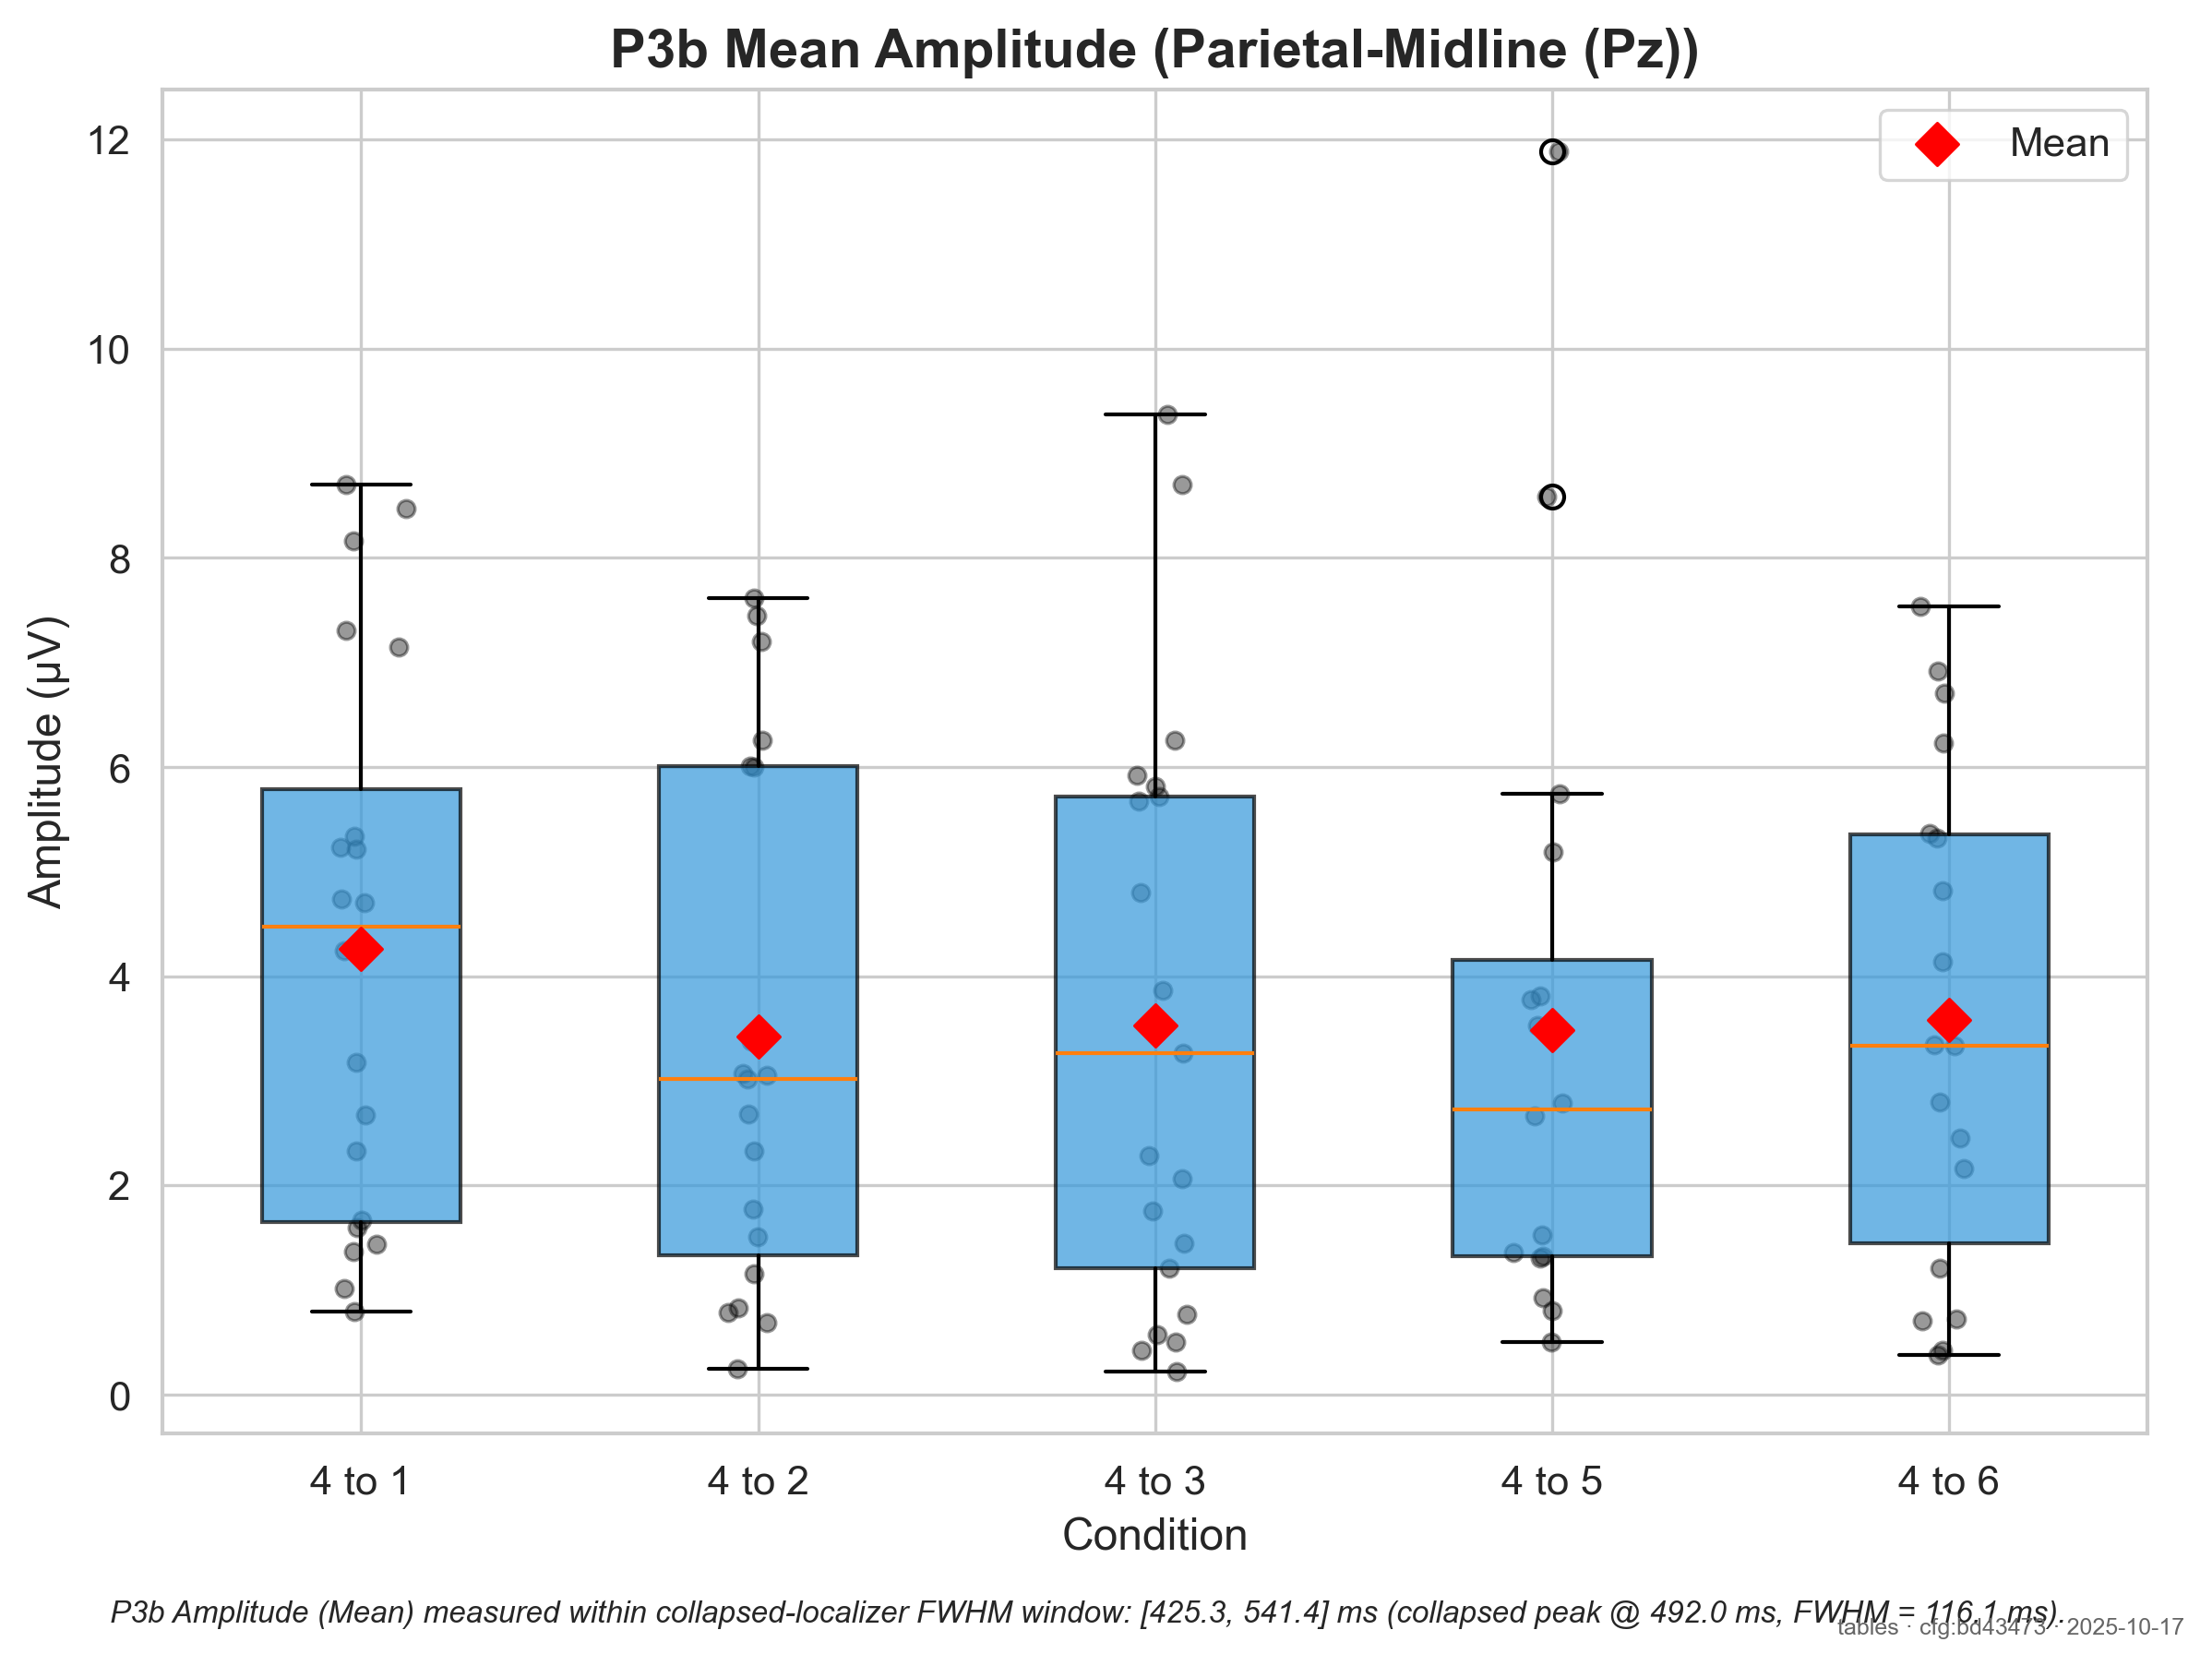 P3b Mean Amplitude (Parietal-Midline (Pz))
Mean
12
10
8
6
4
2
0
Amplitude (µV)
4 to 1
4 to 2
4 to 3
4 to 5
4 to 6
Condition
P3b Amplitude (Mean) measured within collapsed-localizer FWHM window: [425.3, 541.4] ms (collapsed peak @ 492.0 ms, FWHM = 116.1 ms).
tables · cfg:bd43473 · 2025-10-17